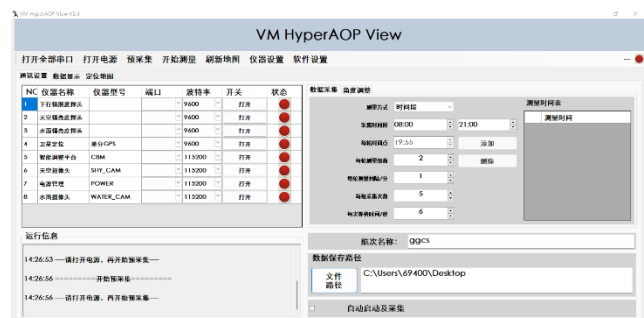 VM HyperAOP View V2.4
VM HyperAOP View
打开全部串口 打开电源 预采集 开始测量 刷新地图 仪器设置 软件设置 --
通讯设置 数据显示 定位地图
NC 仪器名称 仪器型号 端口 波特率 开关 状态
1 下行辐照度探头 9600 打开
2 天空辐亮度探头 9600 打开
3 水面辐亮度探头 9600 打开
4 卫星定位 差分GPS 9600 打开
5 智能调整平台 CBM 115200 打开
6 天空摄像头 SHY_CAM 115200 打开
7 电源管理 POWER 115200 打开
8 水面摄像头 WATER_CAM 115200 打开
数据采集 角度调整
测量方式 时间段
采集时间段 08:00 21:00
每轮时间点 19:55 添加
每轮测量组数 2 删除
每轮测量间隔/分 1
每组采集次数 5
每次等待时间/秒 6
测量时间表
测量时间
运行信息
14:26:53 ----请打开电源，再开始预采集----
14:26:56 ==========开始预采集==========
14:26:56 ----请打开电源，再开始预采集----
航次名称: ggcs
数据保存路径
文件路径 C:\Users\69400\Desktop
自动启动及采集